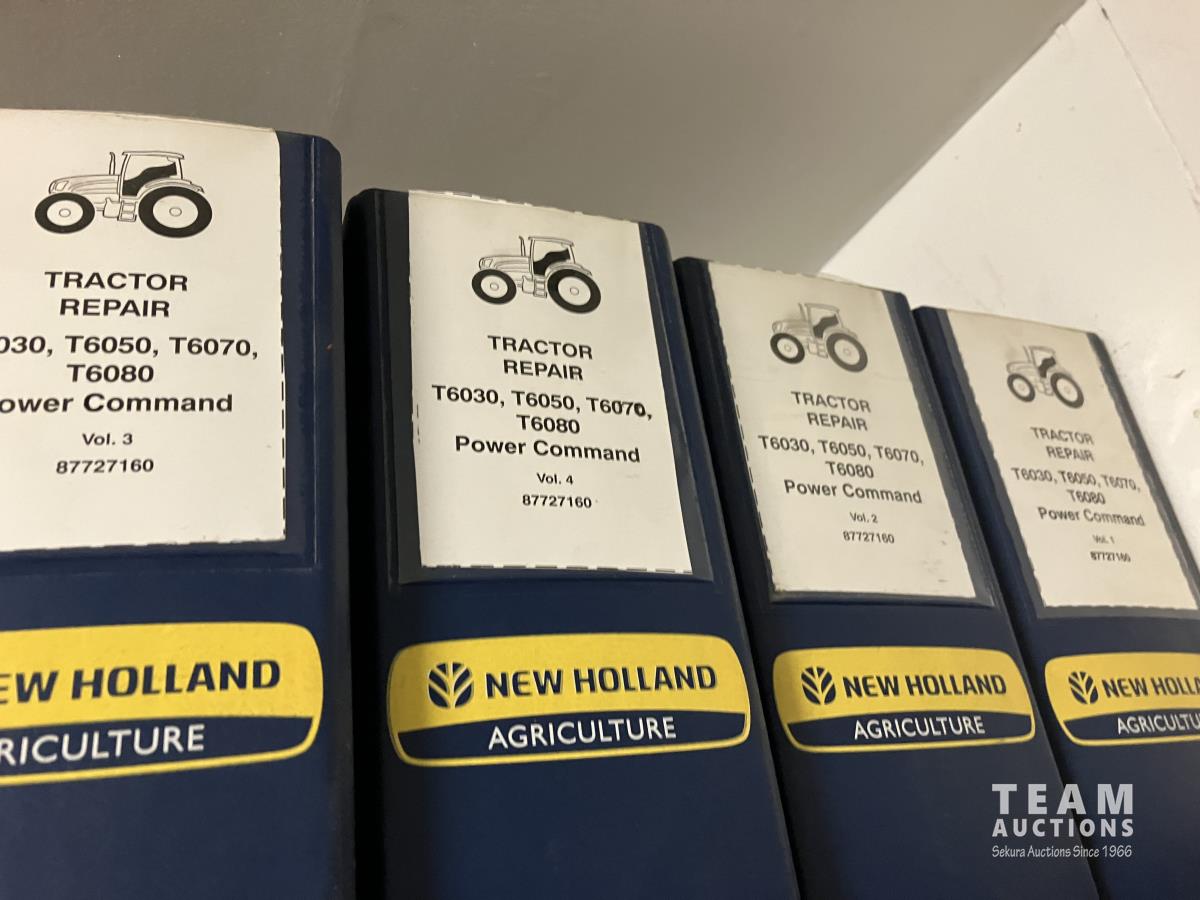 TRACTOR
REPAIR
030, T6050, T6070,
T6080
ower Command
Vol. 3
87727160
EW HOLLAND
RICULTURE
TRACTOR
REPAIR
T6030, T6050, T6070,
T6080
Power Command
Vol. 4
87727160
NEW HOLLAND
AGRICULTURE
TRACTOR
REPAIR
T6030, T6050, T6070,
T6080
Power Command
Vol. 2
87727160
NEW HOLLAND
AGRICULTURE
TRACTOR
REPAIR
T6030, T6050, T6070,
T6080
Power Command
Vol. 1
87727160
NEW HOLLA
AGRICULTU
TEAM
AUCTIONS
Sekura Auctions Since 1966